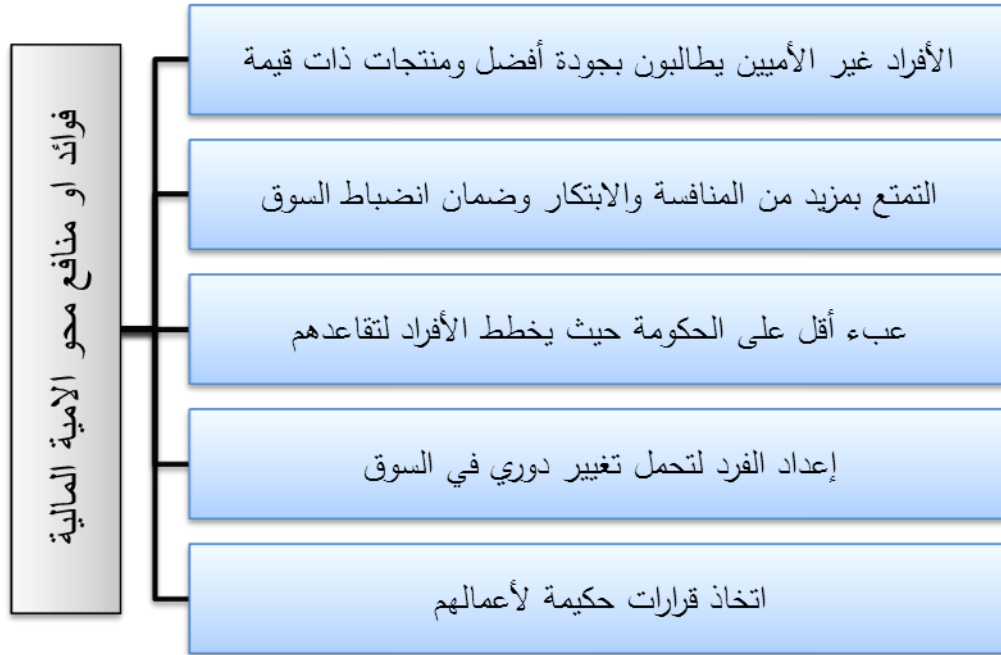 فوائد او منافع محو الامية المالية
الأفراد غير الأميين يطالبون بجودة أفضل ومنتجات ذات قيمة
التمتع بمزيد من المنافسة والابتكار وضمان انضباط السوق
عبء أقل على الحكومة حيث يخطط الأفراد لتقاعدهم
إعداد الفرد لتحمل تغيير دوري في السوق
اتخاذ قرارات حكيمة لأعمالهم